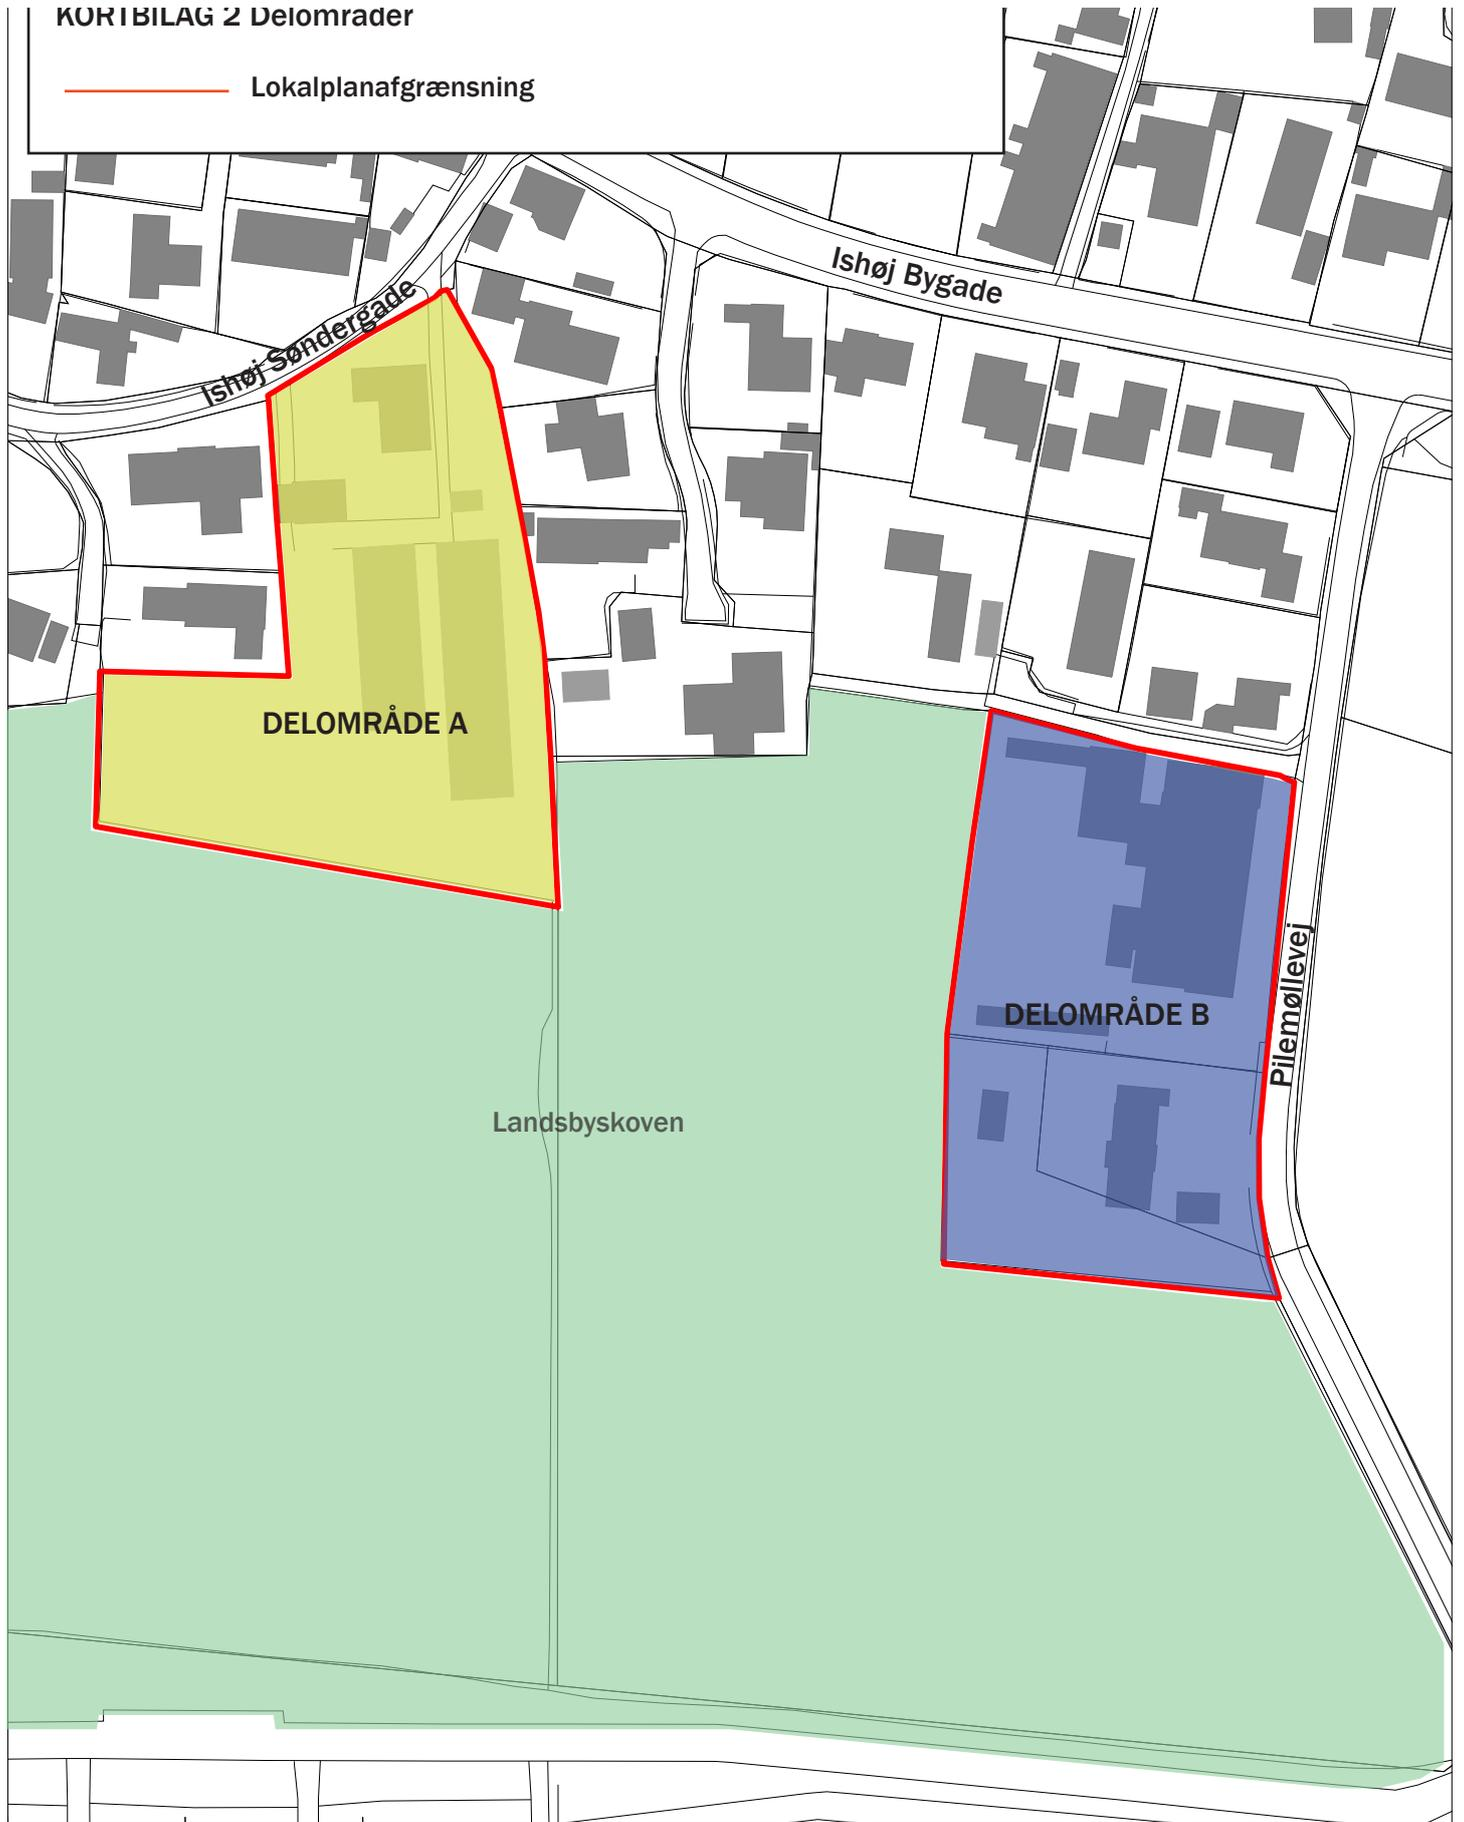 KORTBILAG 2 Delområder
Lokalplanafgrænsning
Ishøj Bygade
Ishøj Søndergade
DELOMRÅDE A
DELOMRÅDE B
Pilemøllevej
Landsbyskoven